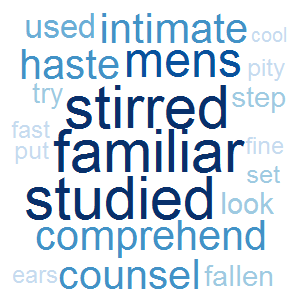 used intimate cool
haste mens pity
try stirred step
fast familiar fine
put studied set
look
comprehend
ears counsel fallen